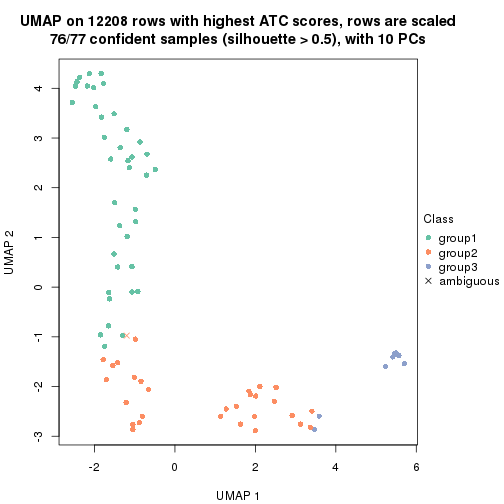 UMAP on 12208 rows with highest ATC scores, rows are scaled
76/77 confident samples (silhouette > 0.5), with 10 PCs
UMAP 2
4
3
2
1
0
-1
-2
-3
-2
0
2
4
6
UMAP 1
Class
group1
group2
group3
ambiguous